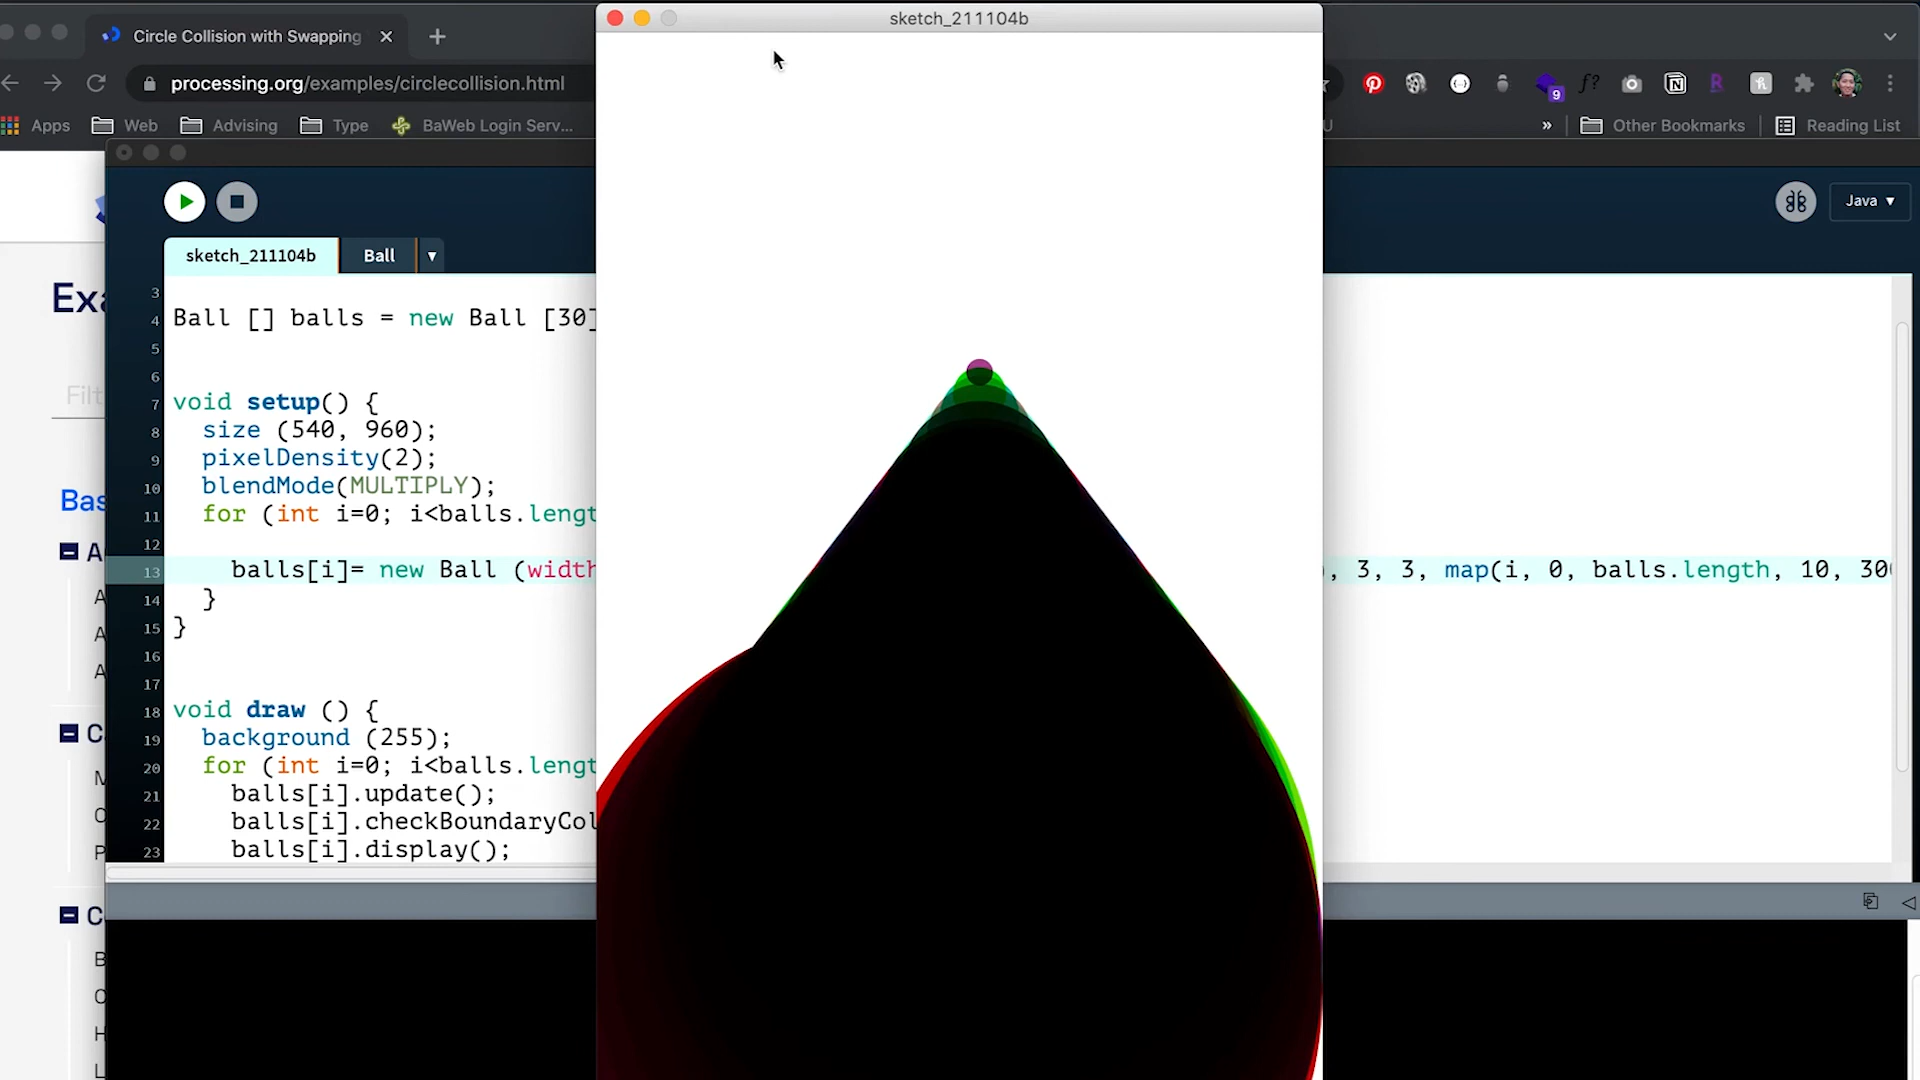 sketch_211104b
Circle Collision with Swapping
processing.org/examples/circlecollision.html
9
f?
Apps
Web
Advising
Type
BaWeb Login Serv...
U
»
Other Bookmarks
Reading List
Java
sketch_211104b
Ball
Exa
Filt
Bas
3
4 Ball [] balls = new Ball [30]
5
6
7 void setup() {
8 size (540, 960);
9 pixelDensity(2);
10 blendMode(MULTIPLY);
11 for (int i=0; i<balls.lengt
12
13 balls[i]= new Ball (width , 3, 3, map(i, 0, balls.length, 10, 300
14 }
15 }
16
17
18 void draw () {
19 background (255);
20 for (int i=0; i<balls.lengt
21 balls[i].update();
22 balls[i].checkBoundaryCol
23 balls[i].display();
A
A
A
A
C
M
C
P
C
B
C
H
L